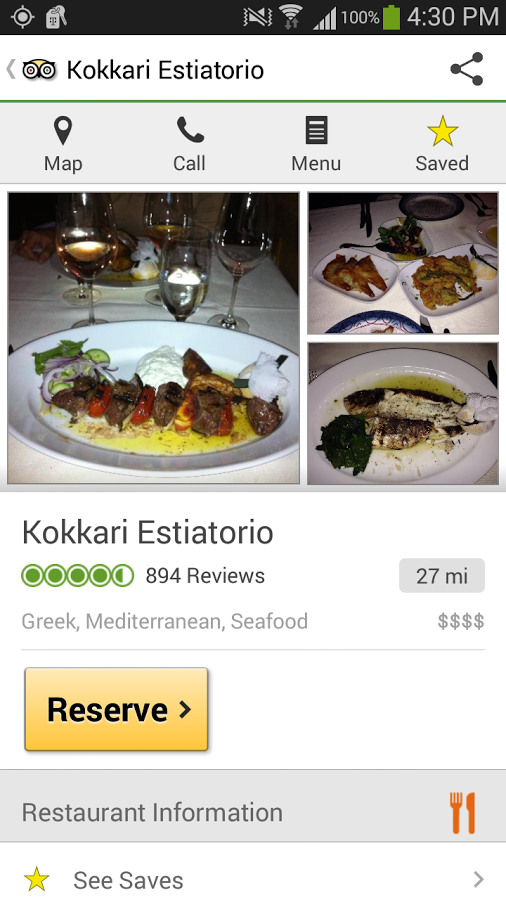 100% 4:30 PM
Kokkari Estiatorio
Map Call Menu Saved
Kokkari Estiatorio
894 Reviews 27 mi
Greek, Mediterranean, Seafood $$$$
Reserve
Restaurant Information
See Saves